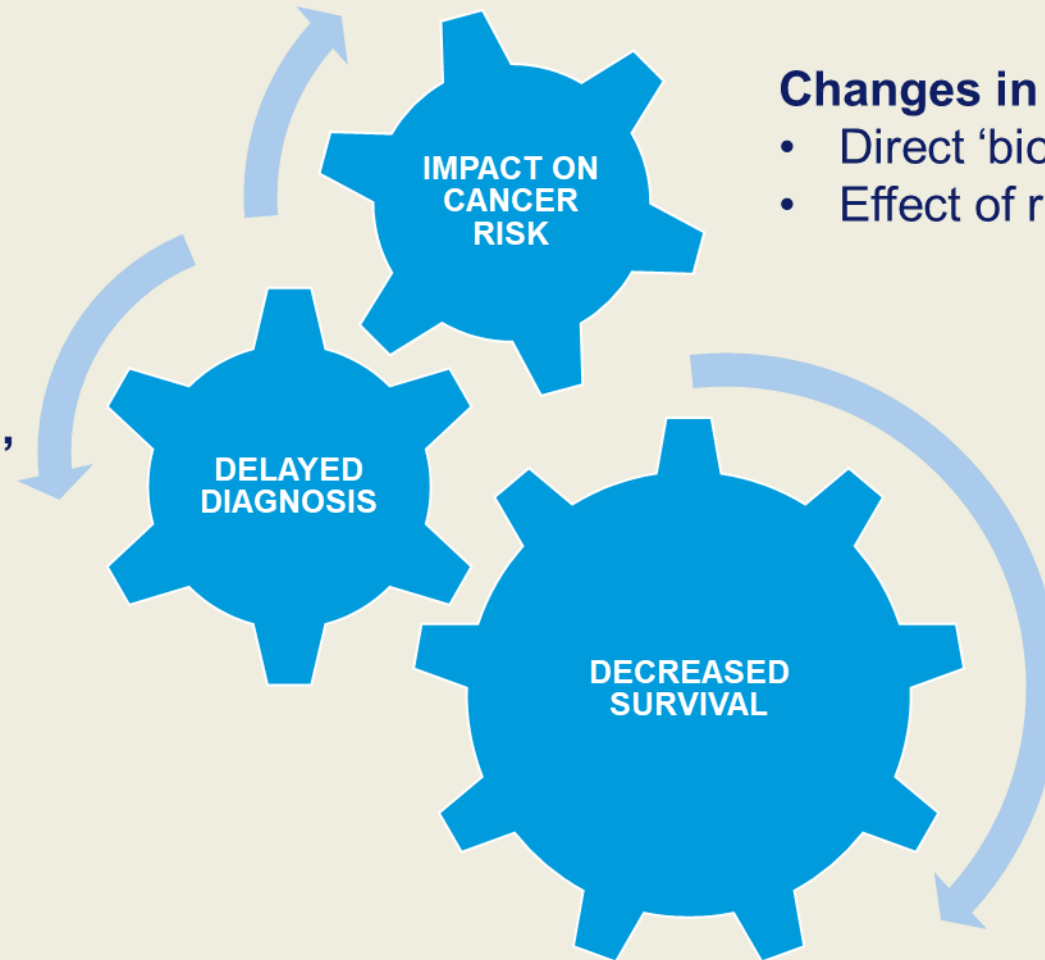 Changes in
• Direct ‘bio
• Effect of r
IMPACT ON
CANCER
RISK
,
DELAYED
DIAGNOSIS
DECREASED
SURVIVAL